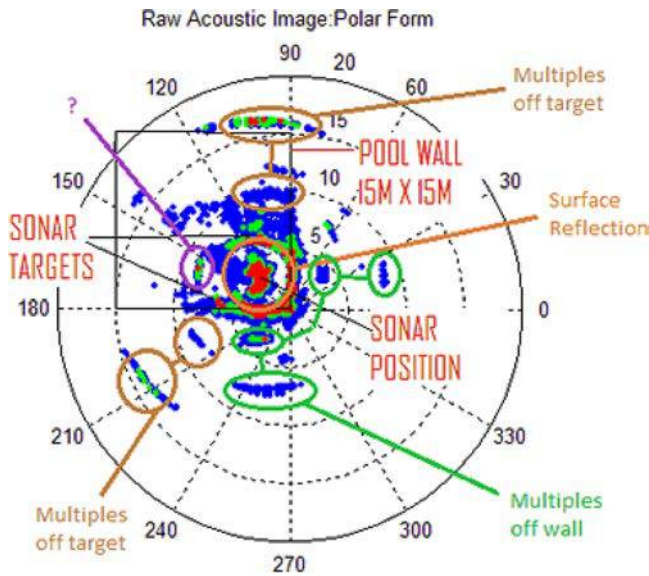 Raw Acoustic Image:Polar Form
90
20
120
60
Multiples
off target
?
15
POOL WALL
15M X 15M
150
10
30
Surface
Reflection
5
SONAR
TARGETS
180
0
SONAR
POSITION
210
330
Multiples
off target
240
300
Multiples
off wall
270